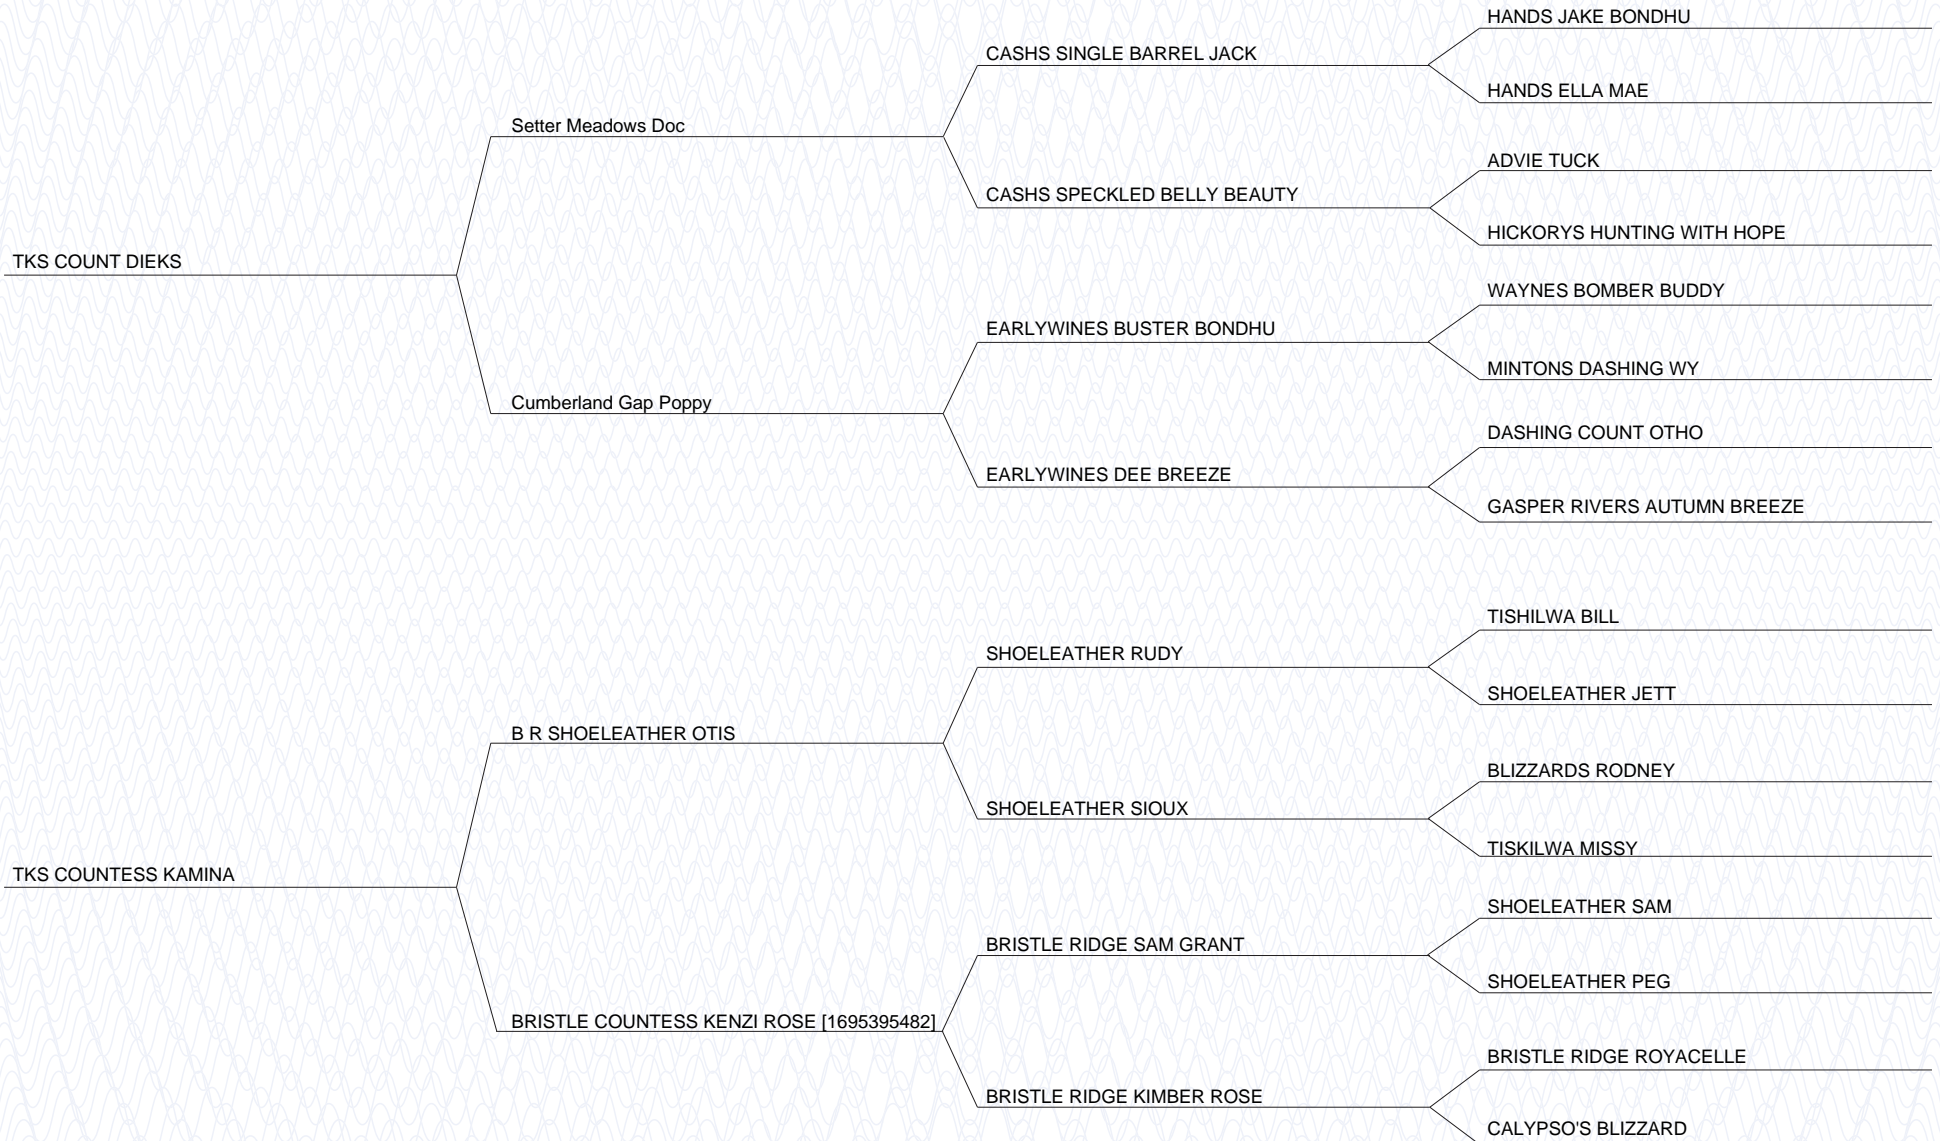 HANDS JAKE BONDHU
CASHS SINGLE BARREL JACK
HANDS ELLA MAE
Setter Meadows Doc
ADVIE TUCK
CASHS SPECKLED BELLY BEAUTY
HICKORYS HUNTING WITH HOPE
TKS COUNT DIEKS
WAYNES BOMBER BUDDY
EARLYWINES BUSTER BONDHU
MINTONS DASHING WY
Cumberland Gap Poppy
DASHING COUNT OTHO
EARLYWINES DEE BREEZE
GASPER RIVERS AUTUMN BREEZE
TISHILWA BILL
SHOELEATHER RUDY
SHOELEATHER JETT
B R SHOELEATHER OTIS
BLIZZARDS RODNEY
SHOELEATHER SIOUX
TISKILWA MISSY
TKS COUNTESS KAMINA
SHOELEATHER SAM
BRISTLE RIDGE SAM GRANT
SHOELEATHER PEG
BRISTLE COUNTESS KENZI ROSE [1695395482]
BRISTLE RIDGE ROYACELLE
BRISTLE RIDGE KIMBER ROSE
CALYPSO'S BLIZZARD